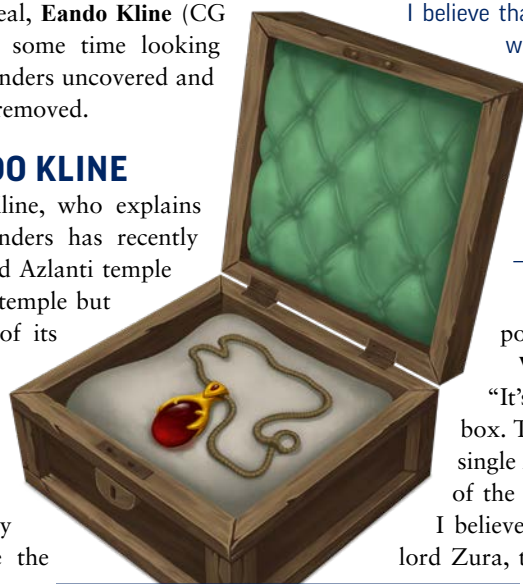 eal, Eando Kline (CG
some time looking
nders uncovered and
removed.
DO KLINE
line, who explains
nders has recently
d Azlanti temple
temple but
of its
y
e the
I believe tha
w
po
"It's
box. T
single
of the
I believe
lord Zura, t